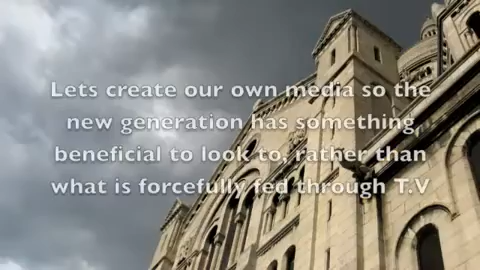 Lets create our own media so the
new generation has something
beneficial to look to, rather than
what is forcefully fed through T.V